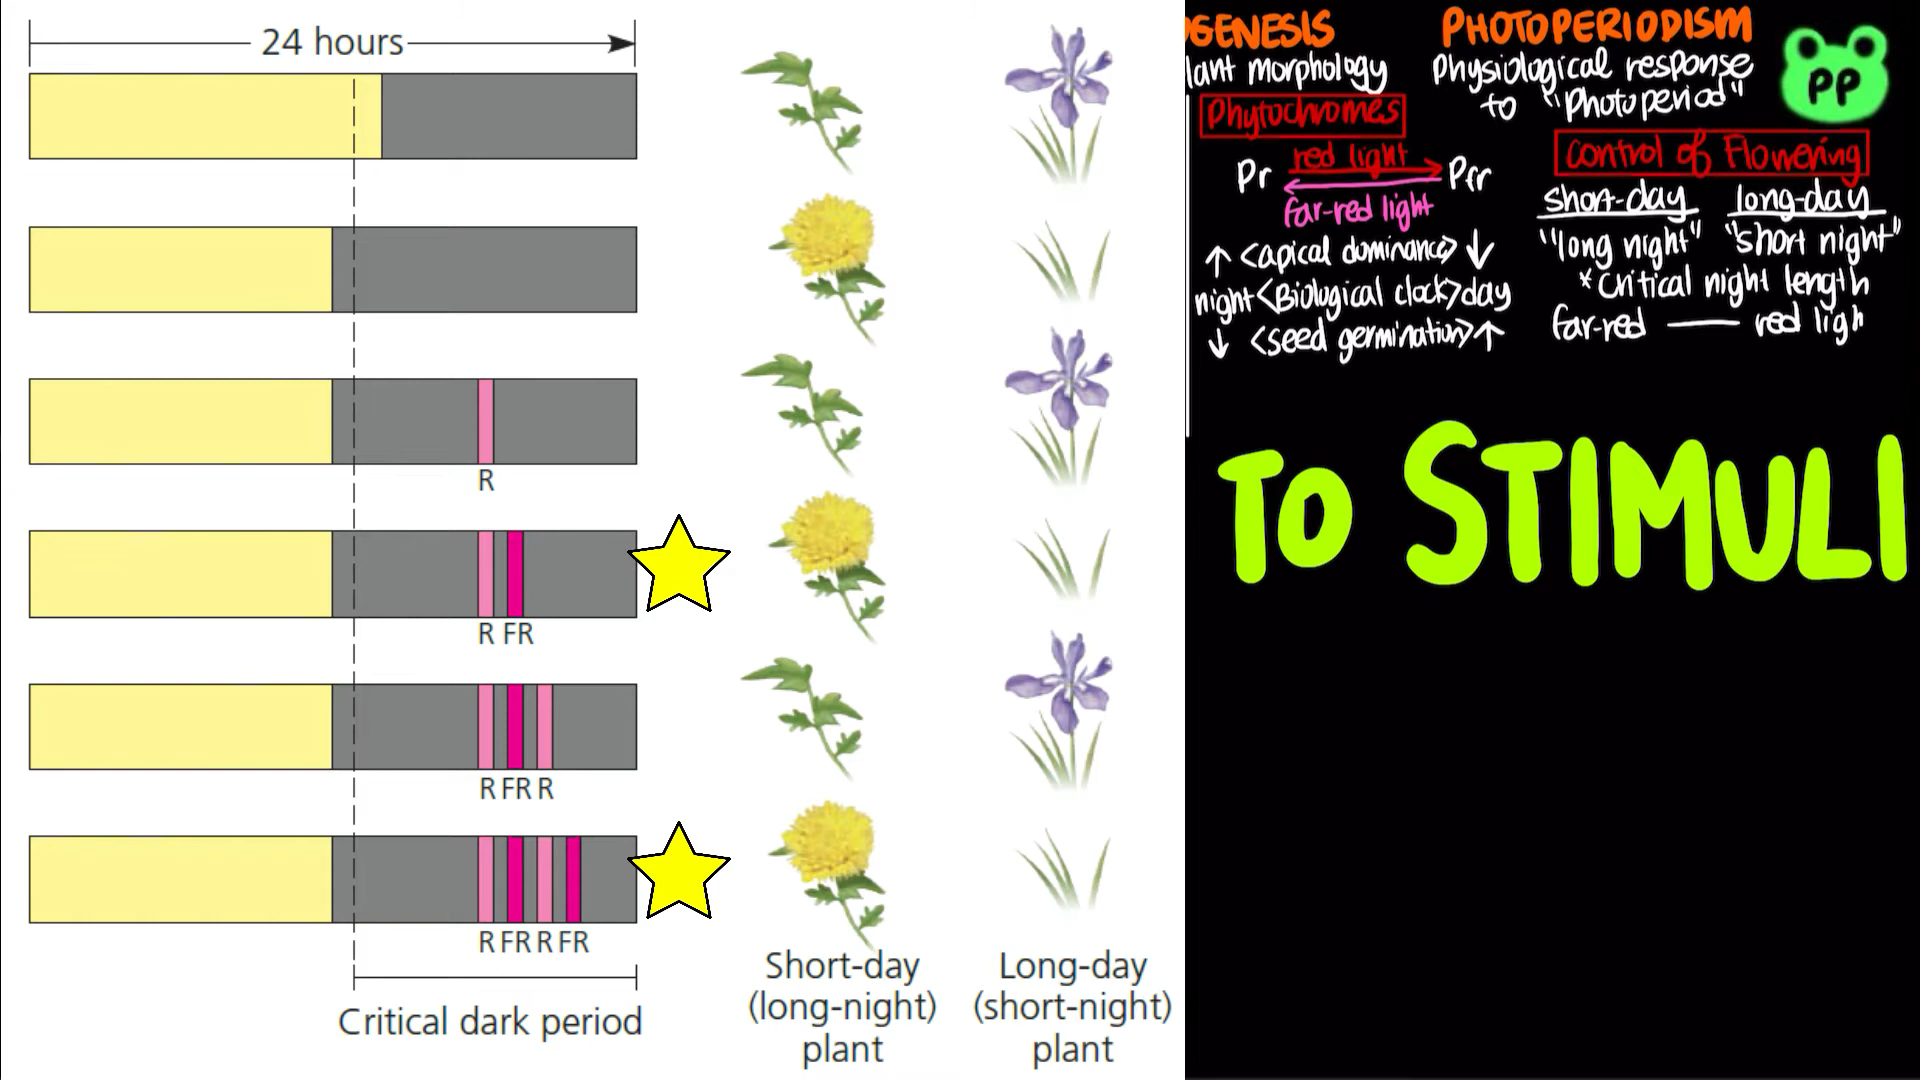 24 hours
R
R FR
R FR R
R FR R FR
Critical dark period
Short-day
(long-night)
plant
Long-day
(short-night)
plant
OGENESIS
lant morphology
Phytochromes
Pr red light Pfr
far-red light
↑ <apical dominance> ↓
night <Biological clock> day
↓ <seed germination> ↑
PHOTOPERIODISM
Physiological response
to "Photoperiod"
PP
Control of Flowering
short-day long-day
"long night" "short night"
*Critical night length
far-red — red ligh
TO STIMULI